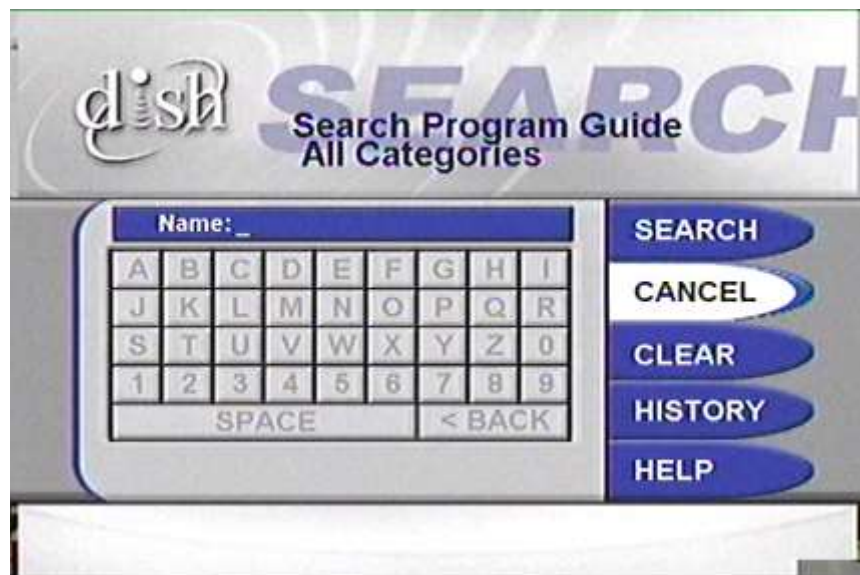 dish
SEARCH
Search Program Guide
All Categories
Name:_
A B C D E F G H I
J K L M N O P Q R
S T U V W X Y Z 0
1 2 3 4 5 6 7 8 9
SPACE < BACK
SEARCH
CANCEL
CLEAR
HISTORY
HELP